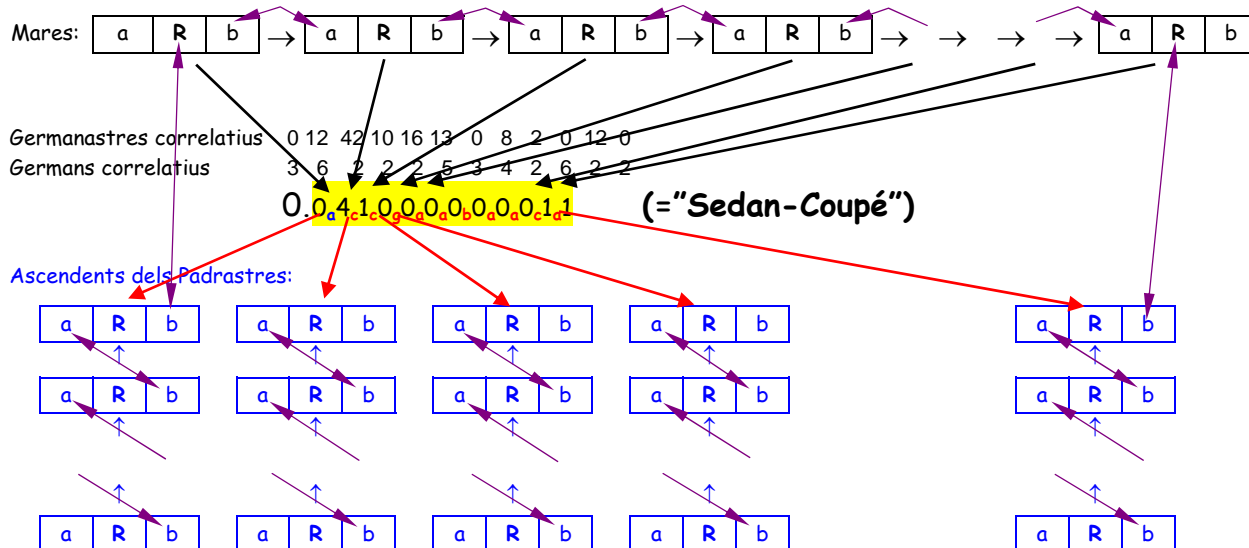 Mares: a R b → a R b → a R b → a R b → → → → a R b
Germanastres correlatius 0 12 42 10 16 13 0 8 2 0 12 0
Germans correlatius 3 6 2 2 2 5 3 4 2 6 2 2
0.0a4c1c0g0a0a0b0a0a0c1d1 (="Sedan-Coupé")
Ascendents dels Padrastres:
a R b a R b a R b a R b a R b
↑ ↑ ↑ ↑ ↑
a R b a R b a R b a R b a R b
↑ ↑ ↑ ↑ ↑
↑ ↑ ↑ ↑ ↑
a R b a R b a R b a R b a R b